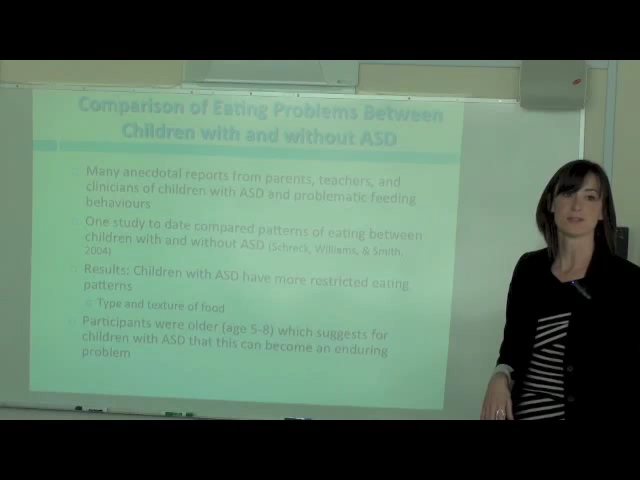 Comparison of Eating Problems Between
Children with and without ASD
Many anecdotal reports from parents, teachers, and
clinicians of children with ASD and problematic feeding
behaviours
One study to date compared patterns of eating between
children with and without ASD (Schreck, Williams, & Smith,
2004)
Results: Children with ASD have more restricted eating
patterns
Type and texture of food
Participants were older (age 5-8) which suggests for
children with ASD that this can become an enduring
problem